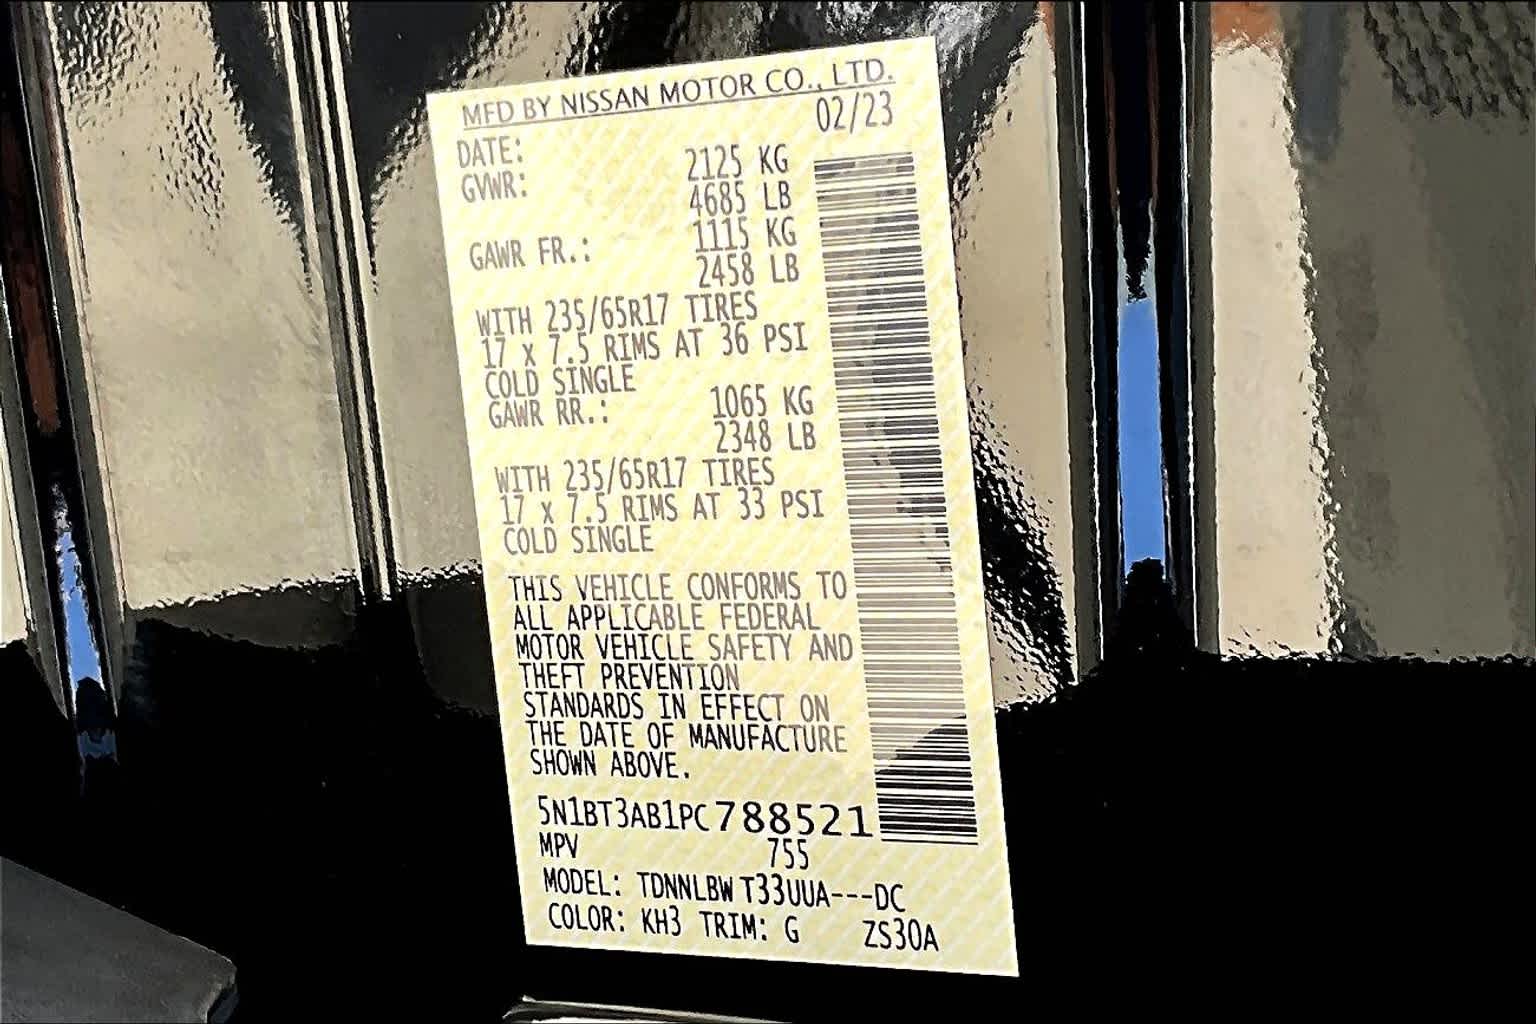 MFD BY NISSAN MOTOR CO., LTD.
DATE: 02/23
GVWR: 2125 KG
4685 LB
GAWR FR.: 1115 KG
2458 LB
WITH 235/65R17 TIRES
17 x 7.5 RIMS AT 36 PSI
COLD SINGLE
GAWR RR.: 1065 KG
2348 LB
WITH 235/65R17 TIRES
17 x 7.5 RIMS AT 33 PSI
COLD SINGLE
THIS VEHICLE CONFORMS TO
ALL APPLICABLE FEDERAL
MOTOR VEHICLE SAFETY AND
THEFT PREVENTION
STANDARDS IN EFFECT ON
THE DATE OF MANUFACTURE
SHOWN ABOVE.
5N1BT3AB1PC788521
MPV 755
MODEL: TDNNLBWT33UUA---DC
COLOR: KH3 TRIM: G ZS30A